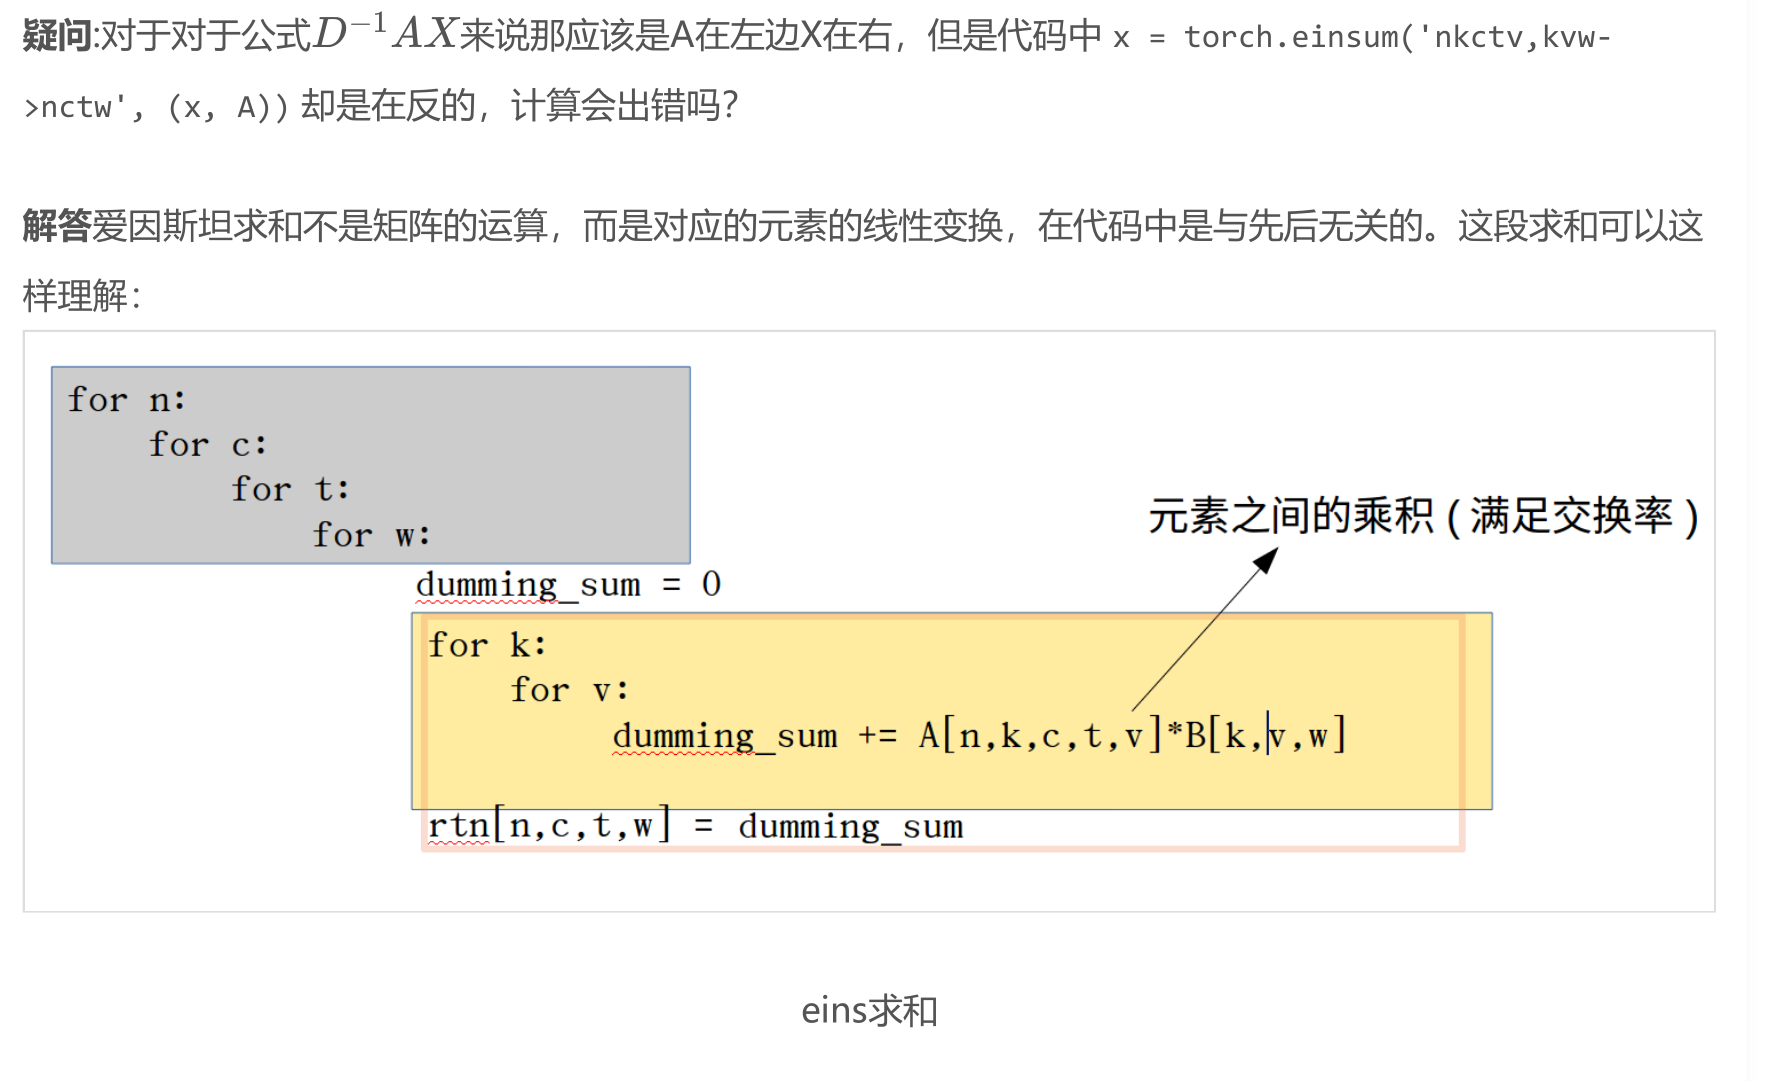 疑问:对于对于公式D⁻¹AX来说那应该是A在左边X在右，但是代码中 x = torch.einsum('nkctv,kvw-
>nctw', (x, A)) 却是在反的，计算会出错吗？
解答爱因斯坦求和不是矩阵的运算，而是对应的元素的线性变换，在代码中是与先后无关的。这段求和可以这
样理解：
for n:
for c:
for t:
for w:
元素之间的乘积（满足交换率）
dumming_sum = 0
for k:
for v:
dumming_sum += A[n,k,c,t,v]*B[k,v,w]
rtn[n,c,t,w] = dumming_sum
eins求和